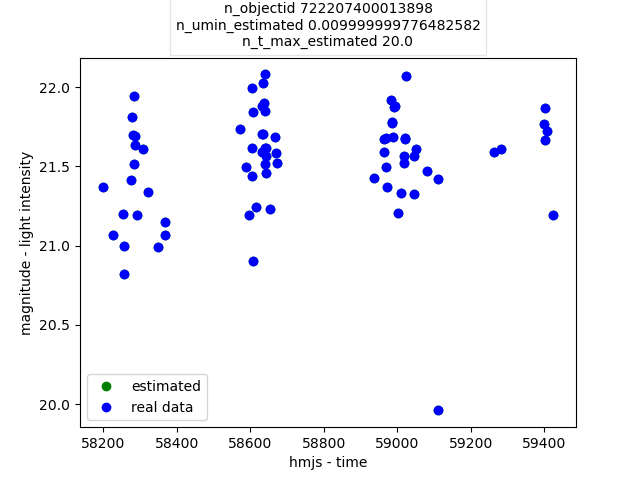 n_objectid 722207400013898
n_umin_estimated 0.009999999776482582
n_t_max_estimated 20.0
22.0
21.5
21.0
20.5
20.0
magnitude - light intensity
estimated
real data
58200 58400 58600 58800 59000 59200 59400
hmjs - time